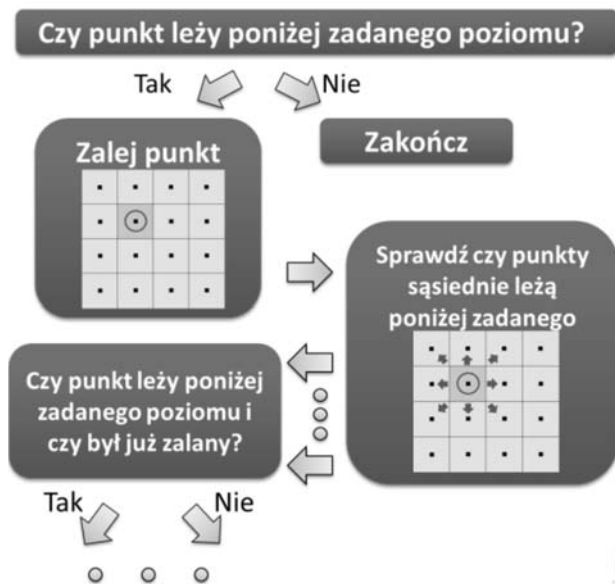 Czy punkt leży poniżej zadanego poziomu?
Tak
Nie
Zalej punkt
Zakończ
Sprawdź czy punkty
sąsiednie leżą
poniżej zadanego
Czy punkt leży poniżej
zadanego poziomu i
czy był już zalany?
Tak
Nie